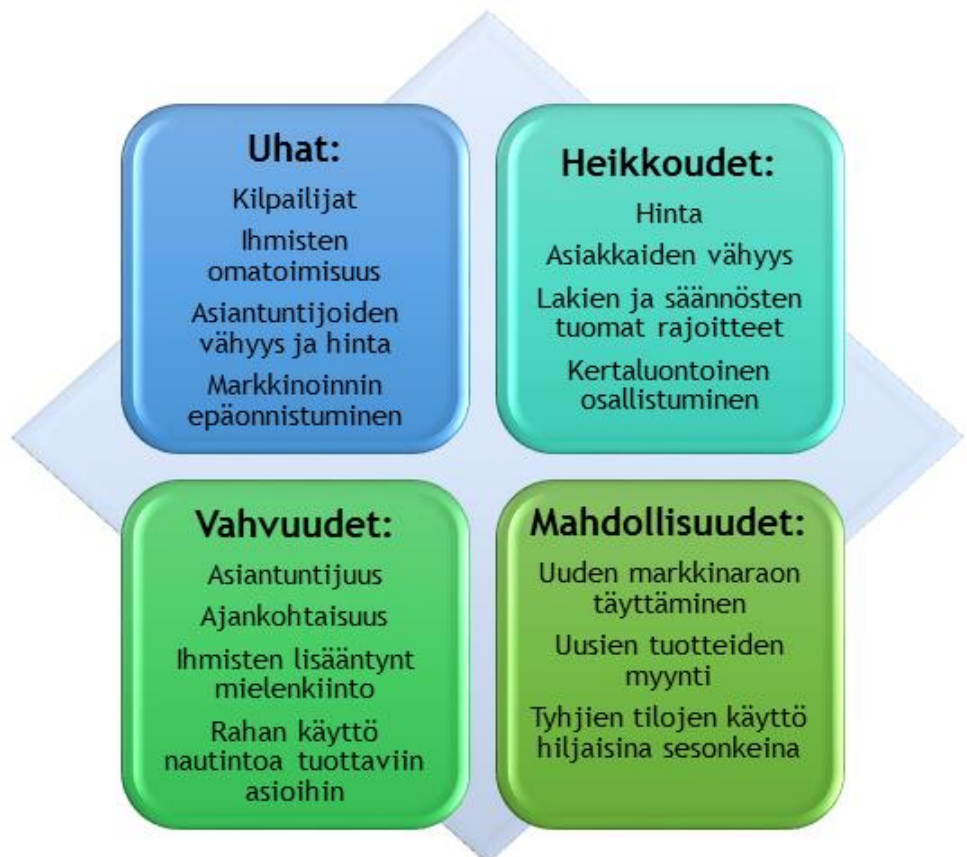 Uhat:
Kilpailijat
Ihmisten
omatoimisuus
Asiantuntijoiden
vähyys ja hinta
Markkinoinnin
epäonnistuminen
Heikkoudet:
Hinta
Asiakkaiden vähyys
Lakien ja säännösten
tuomat rajoitteet
Kertaluontoinen
osallistuminen
Vahvuudet:
Asiantuntijuus
Ajankohtaisuus
Ihmisten lisääntynt
mielenkiinto
Rahan käyttö
nautintoa tuottaviin
asioihin
Mahdollisuudet:
Uuden markkinaraon
täyttäminen
Uusien tuotteiden
myynti
Tyhjien tilojen käyttö
hiljaisina sesonkeina